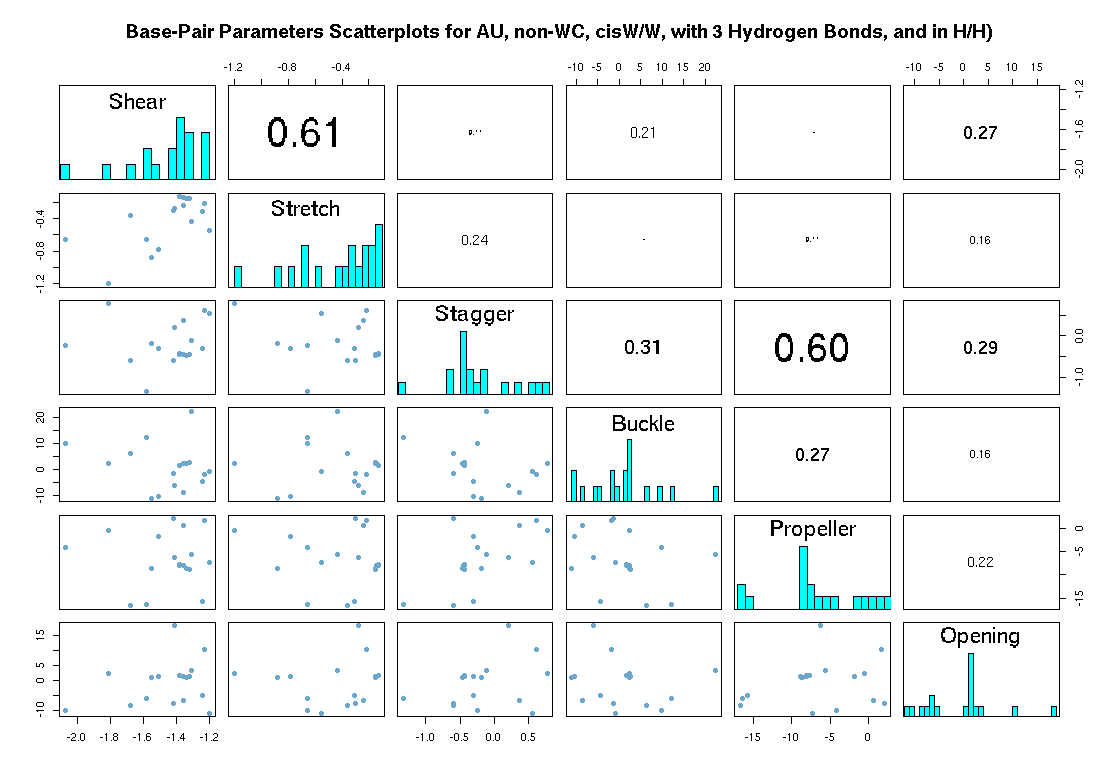 Base-Pair Parameters Scatterplots for AU, non-WC, cisW/W, with 3 Hydrogen Bonds, and in H/H)
-1.2 -0.8 -0.4 -10 -5 0 5 10 20 -10 -5 0 5 10 15
Shear 0.61 0.21 0.27 -2.0 -1.6 -1.2
-1.2 -0.8 -0.4 Stretch 0.24 0.16
Stagger 0.31 0.60 0.29 -1.0 0.0
-10 0 10 20 Buckle 0.27 0.16
Propeller 0.22 -15 -5 0
-10 0 5 15 Opening
-2.0 -1.8 -1.6 -1.4 -1.2 -1.0 -0.5 0.0 0.5 -15 -10 -5 0